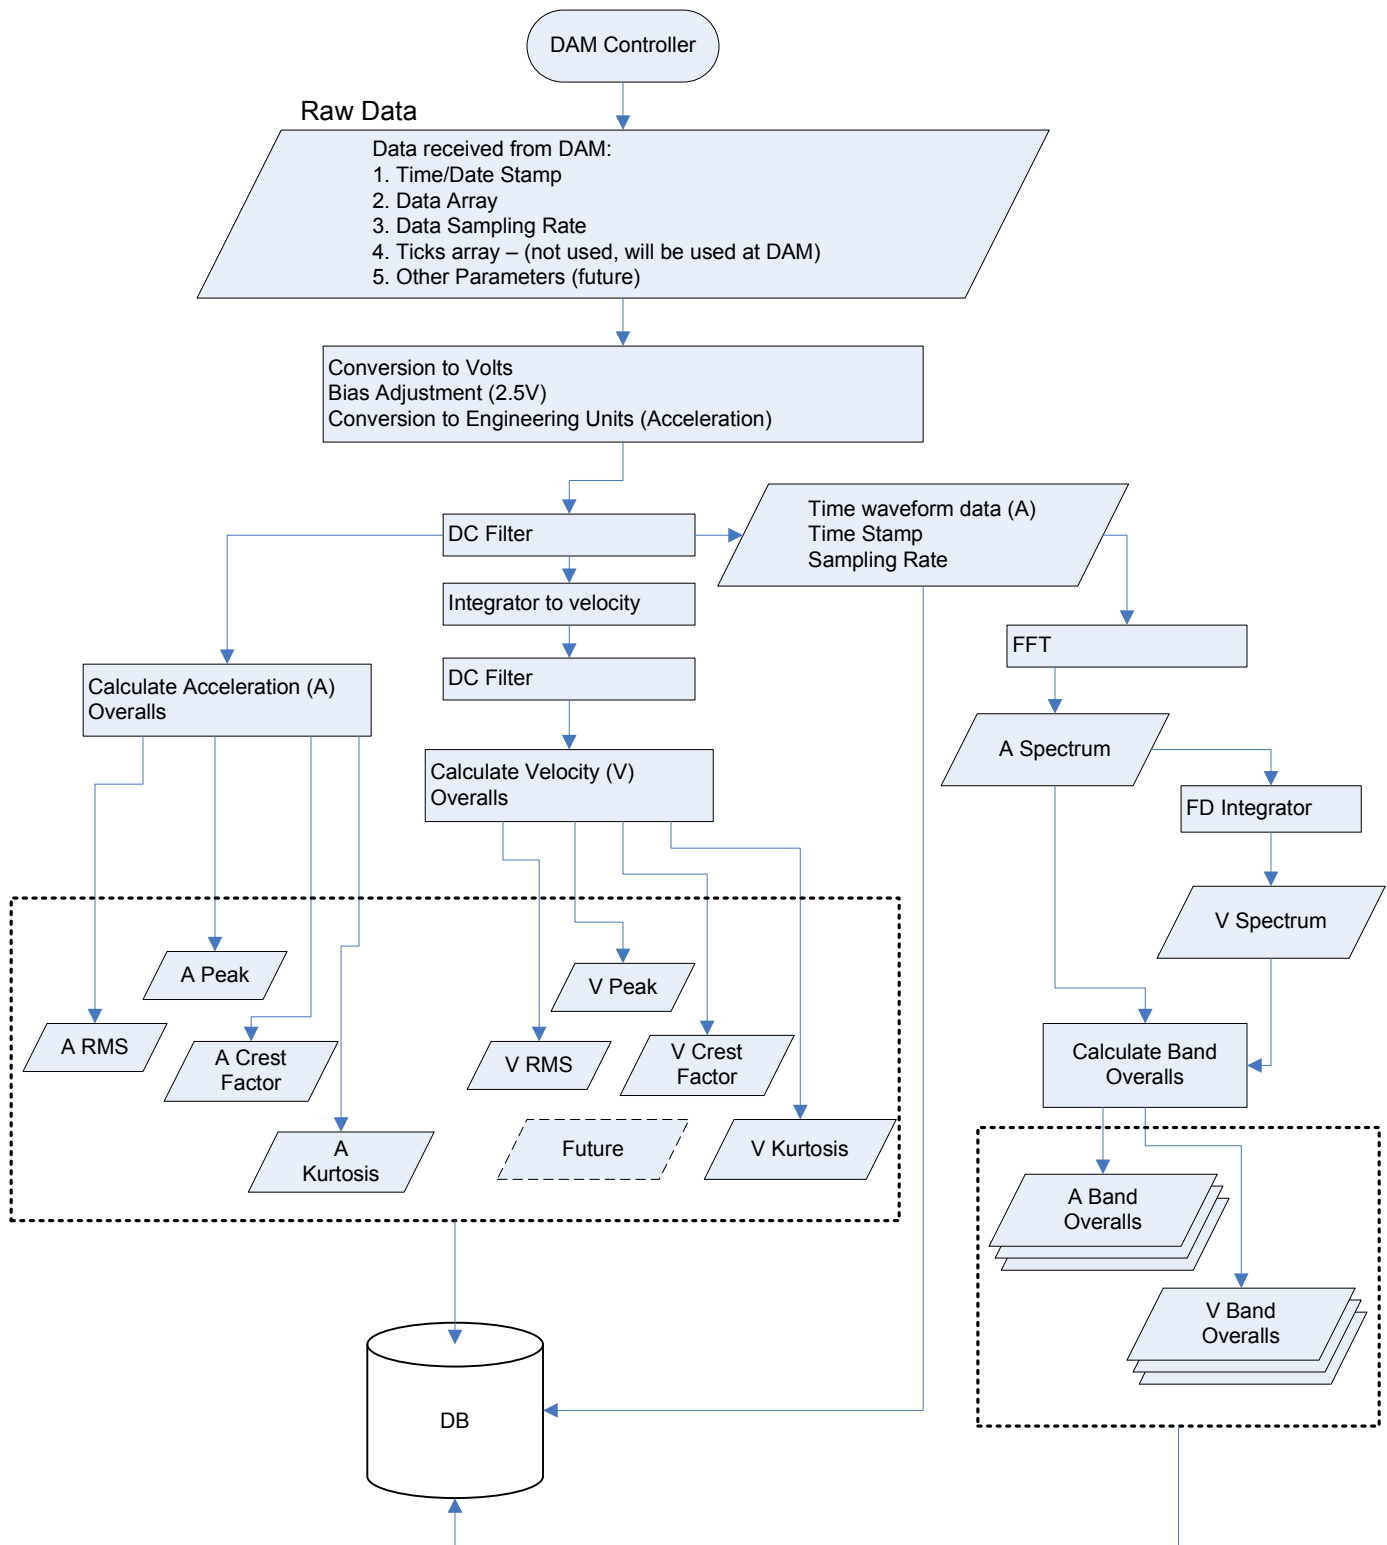 DAM Controller
Raw Data
Data received from DAM:
1. Time/Date Stamp
2. Data Array
3. Data Sampling Rate
4. Ticks array – (not used, will be used at DAM)
5. Other Parameters (future)
Conversion to Volts
Bias Adjustment (2.5V)
Conversion to Engineering Units (Acceleration)
DC Filter
Time waveform data (A)
Time Stamp
Sampling Rate
Integrator to velocity
FFT
DC Filter
Calculate Acceleration (A)
Overalls
A Spectrum
Calculate Velocity (V)
Overalls
FD Integrator
V Spectrum
A Peak
V Peak
A RMS
A Crest
Factor
V RMS
V Crest
Factor
Calculate Band
Overalls
A
Kurtosis
Future
V Kurtosis
A Band
Overalls
V Band
Overalls
DB